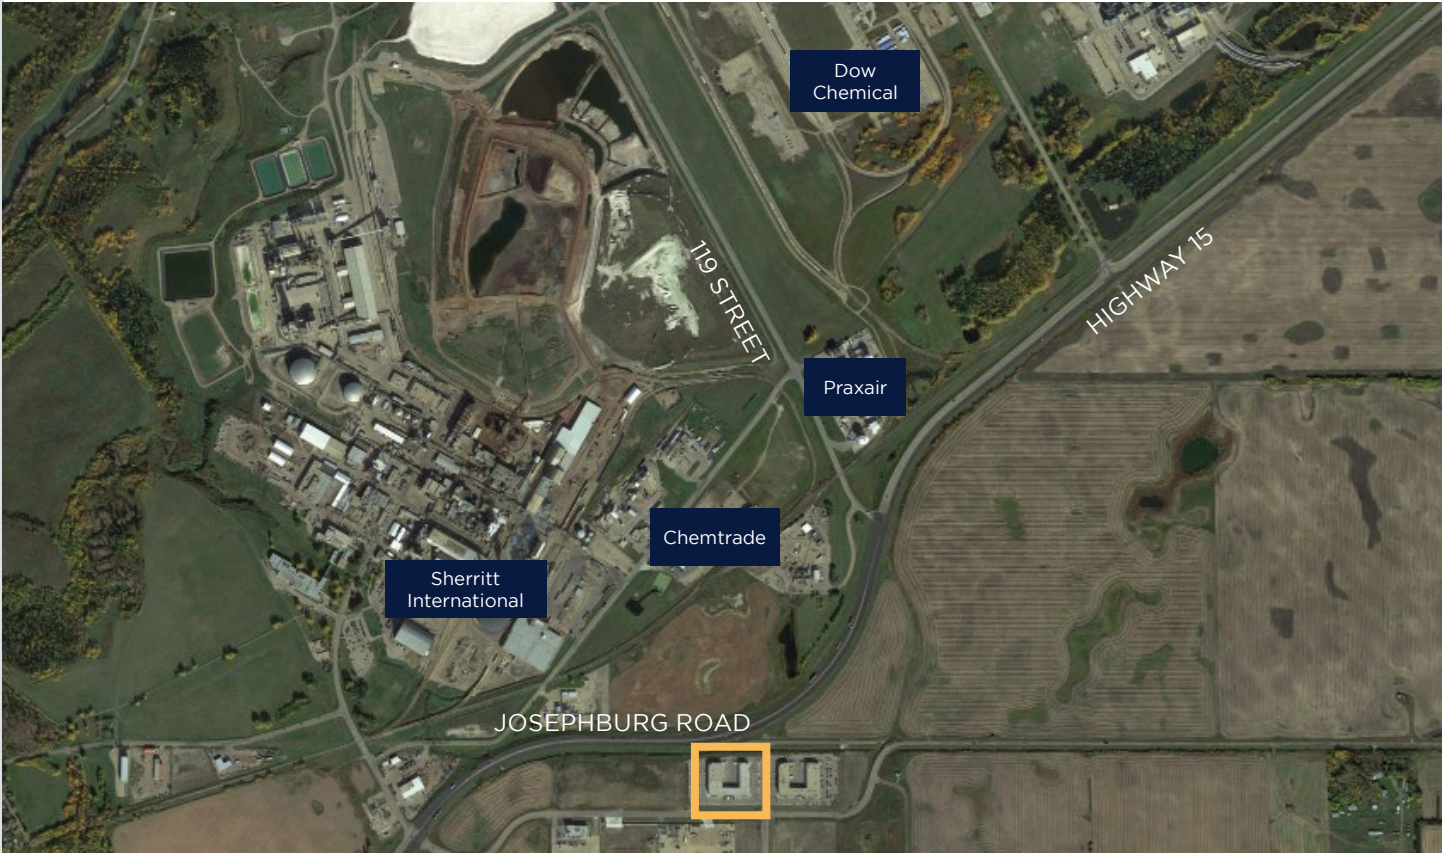 Dow
Chemical
119 STREET
HIGHWAY 15
Praxair
Chemtrade
Sherritt
International
JOSEPHBURG ROAD